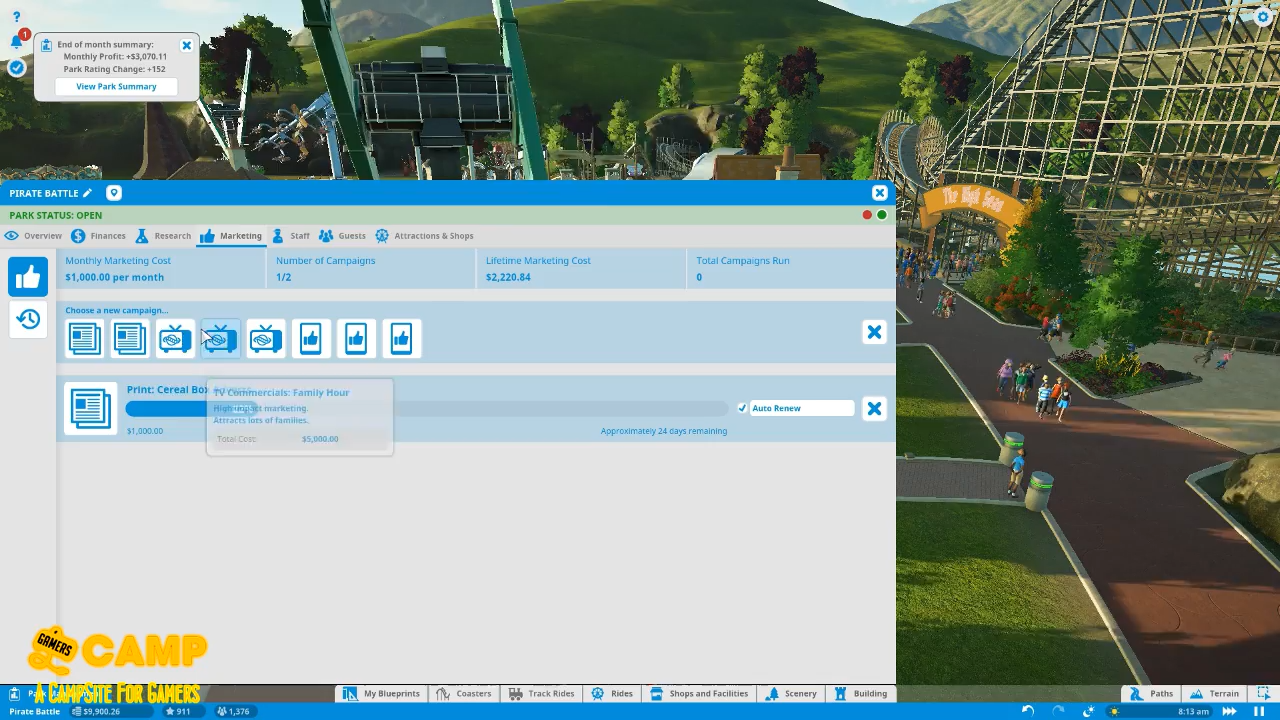 ?
1
End of month summary:
Monthly Profit: +$3,070.11
Park Rating Change: +152
View Park Summary
The High Seas
PIRATE BATTLE
PARK STATUS: OPEN
Overview
Finances
Research
Marketing
Staff
Guests
Attractions & Shops
Monthly Marketing Cost
$1,000.00 per month
Number of Campaigns
1/2
Lifetime Marketing Cost
$2,220.84
Total Campaigns Run
0
Choose a new campaign...
Print: Cereal Box
TV Commercials: Family Hour
High impact marketing.
Attracts lots of families.
Total Cost: $5,900.00
$1,000.00
Approximately 24 days remaining
Auto Renew
GAMERS CAMP
A CAMPSITE FOR GAMERS
My Blueprints
Coasters
Track Rides
Rides
Shops and Facilities
Scenery
Building
Paths
Terrain
Pirate Battle
$9,900.26
911
1,376
8:13 am